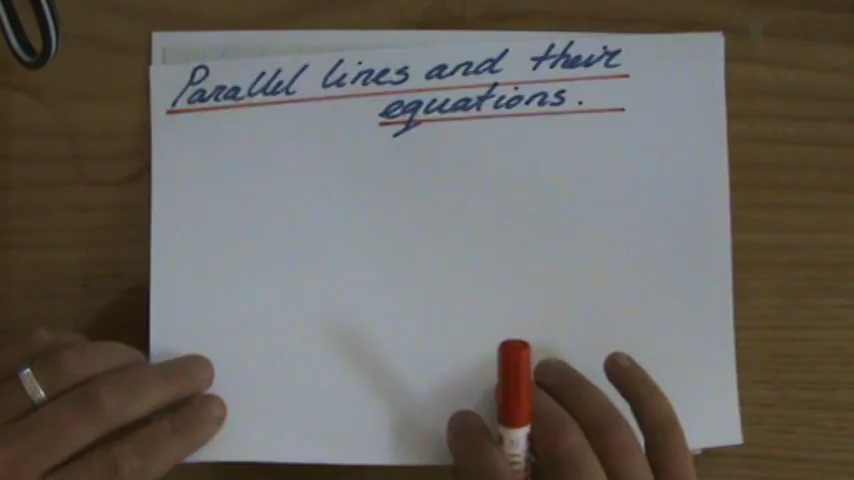 Parallel lines and their
equations.